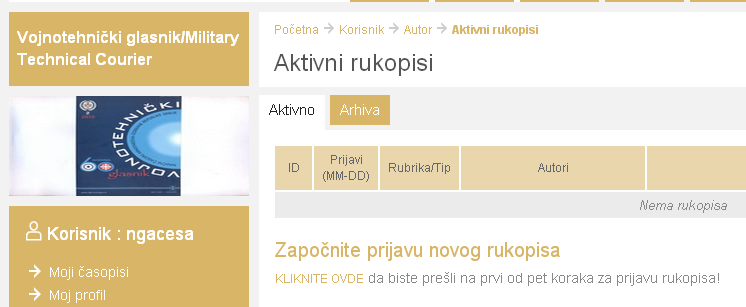 Vojnotehnički glasnik/Military
Technical Courier
VOJNOTEHNIČKI
glasnik
Korisnik : ngacesa
Moji časopisi
Moj profil
Početna → Korisnik → Autor → Aktivni rukopisi
Aktivni rukopisi
Aktivno Arhiva
ID Prijavi (MM-DD) Rubrika/Tip Autori
Nema rukopisa
Započnite prijavu novog rukopisa
KLIKNITE OVDE da biste prešli na prvi od pet koraka za prijavu rukopisa!